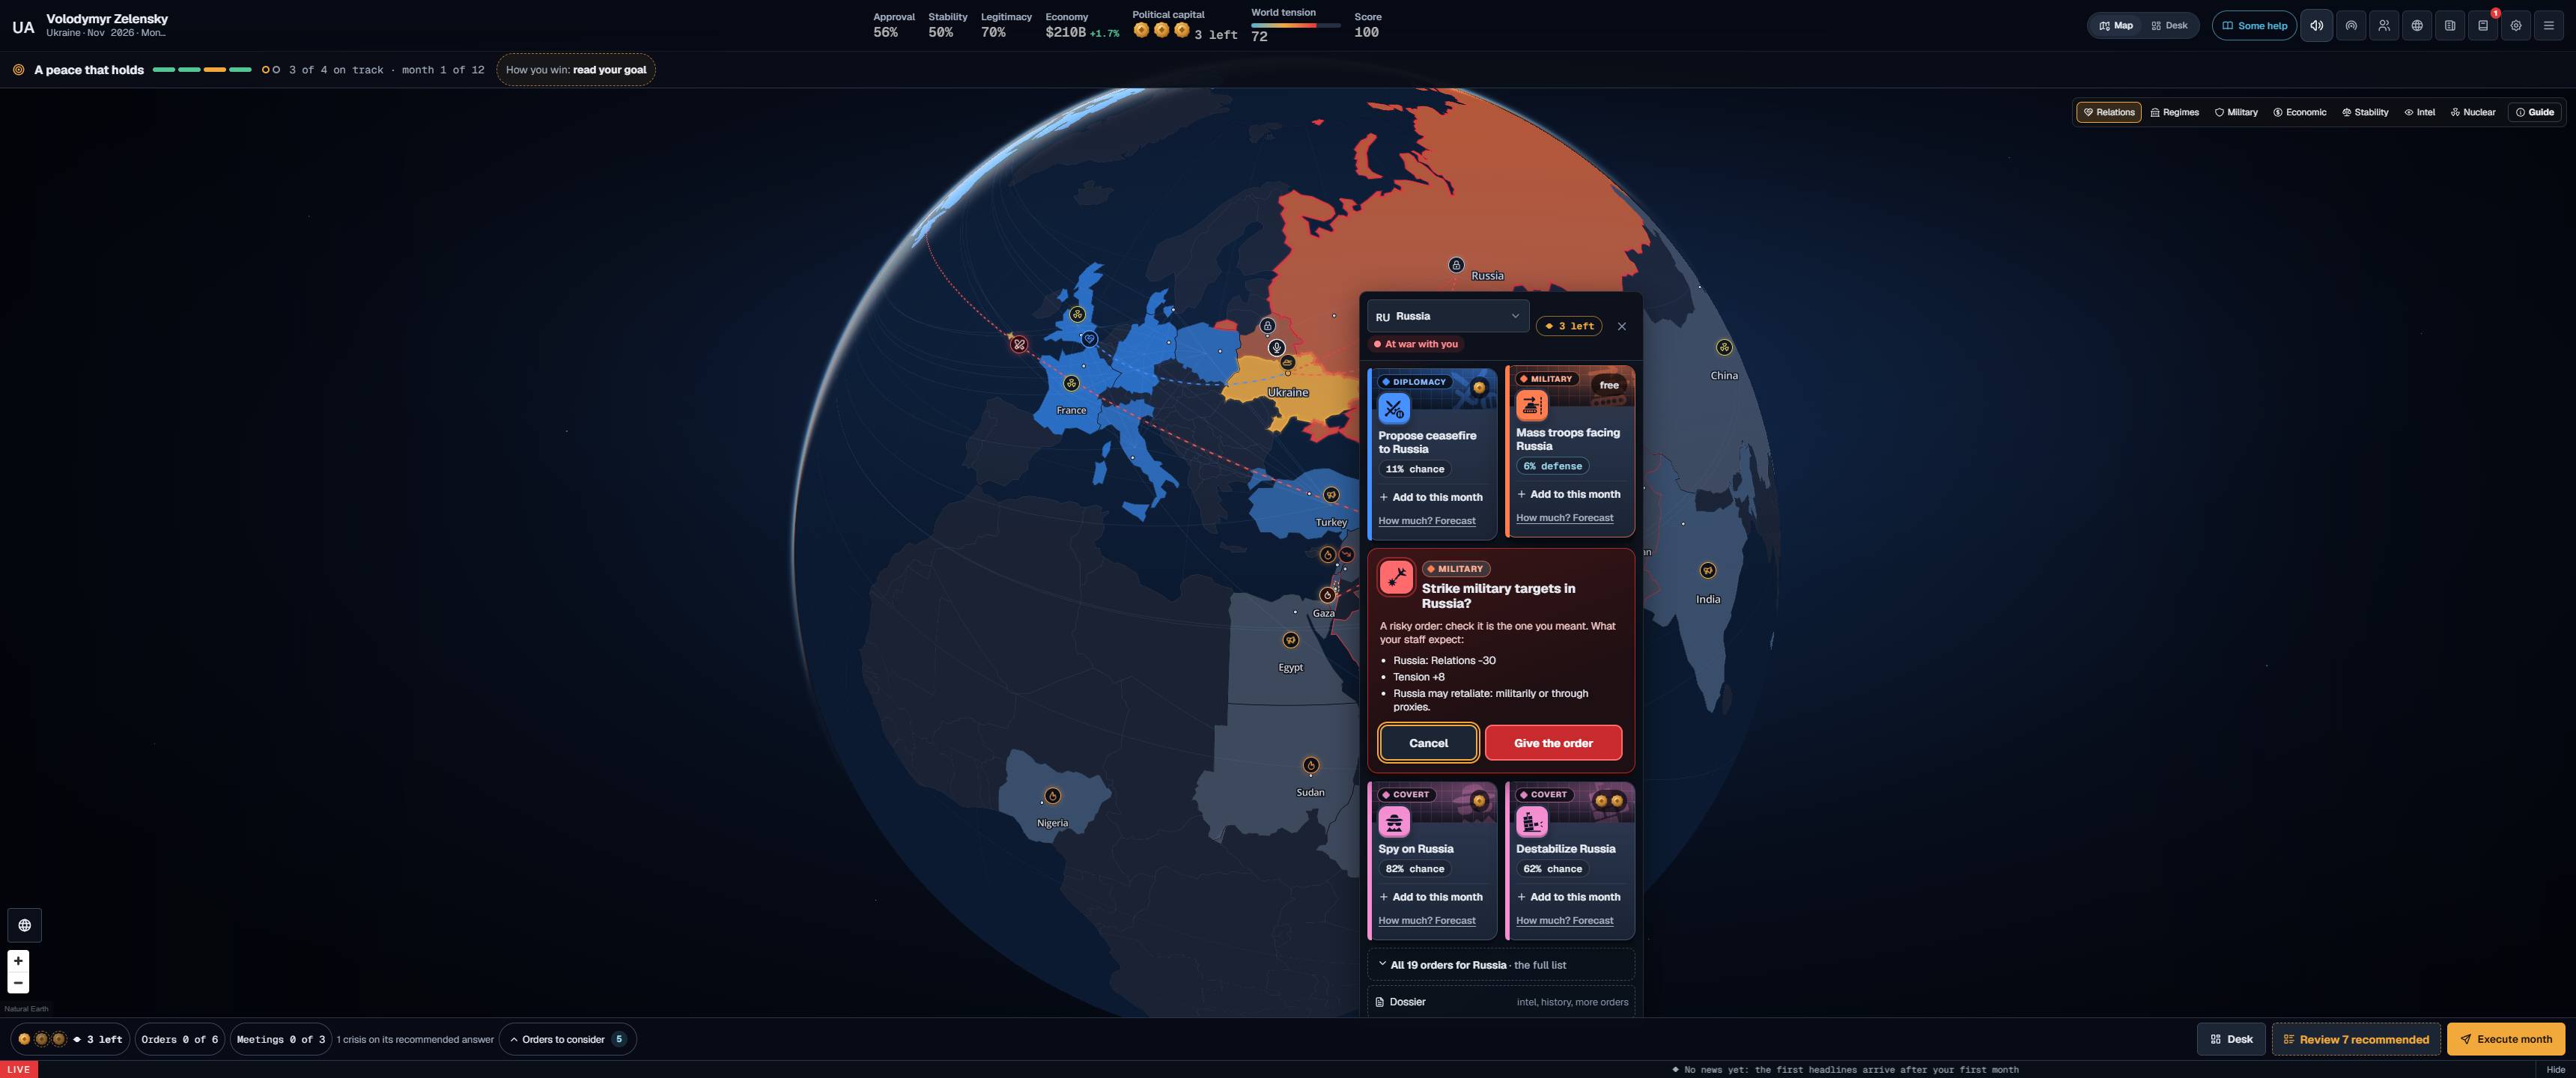 UA
Volodymyr Zelensky
Ukraine · Nov 2026 · Mon...
Approval
56%
Stability
50%
Legitimacy
70%
Economy
$210B +1.7%
Political capital
3 left
World tension
72
Score
100
Map
Desk
Some help
1
A peace that holds
3 of 4 on track · month 1 of 12
How you win: read your goal
Relations
Regimes
Military
Economic
Stability
Intel
Nuclear
Guide
Russia
China
Ukraine
France
Turkey
Gaza
Egypt
India
Sudan
Nigeria
RU Russia
3 left
At war with you
DIPLOMACY
Propose ceasefire
to Russia
11% chance
+ Add to this month
How much? Forecast
MILITARY
free
Mass troops facing
Russia
6% defense
+ Add to this month
How much? Forecast
MILITARY
Strike military targets in
Russia?
A risky order: check it is the one you meant. What
your staff expect:
• Russia: Relations -30
• Tension +8
• Russia may retaliate: militarily or through
proxies.
Cancel
Give the order
COVERT
Spy on Russia
82% chance
+ Add to this month
How much? Forecast
COVERT
Destabilize Russia
62% chance
+ Add to this month
How much? Forecast
All 19 orders for Russia · the full list
Dossier
intel, history, more orders
+
−
Natural Earth
3 left
Orders 0 of 6
Meetings 0 of 3
1 crisis on its recommended answer
Orders to consider 5
Desk
Review 7 recommended
Execute month
LIVE
No news yet: the first headlines arrive after your first month
Hide